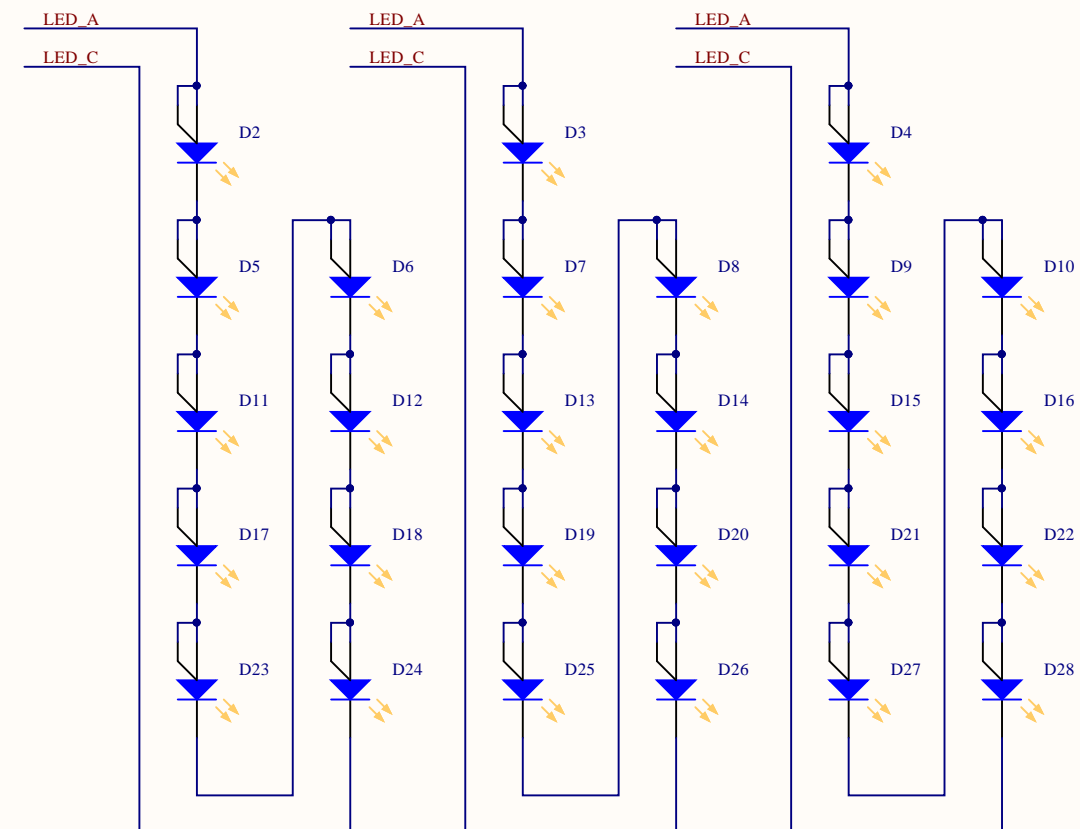 LED_A LED_A LED_A
LED_C LED_C LED_C
D2 D3 D4
D5 D6 D7 D8 D9 D10
D11 D12 D13 D14 D15 D16
D17 D18 D19 D20 D21 D22
D23 D24 D25 D26 D27 D28